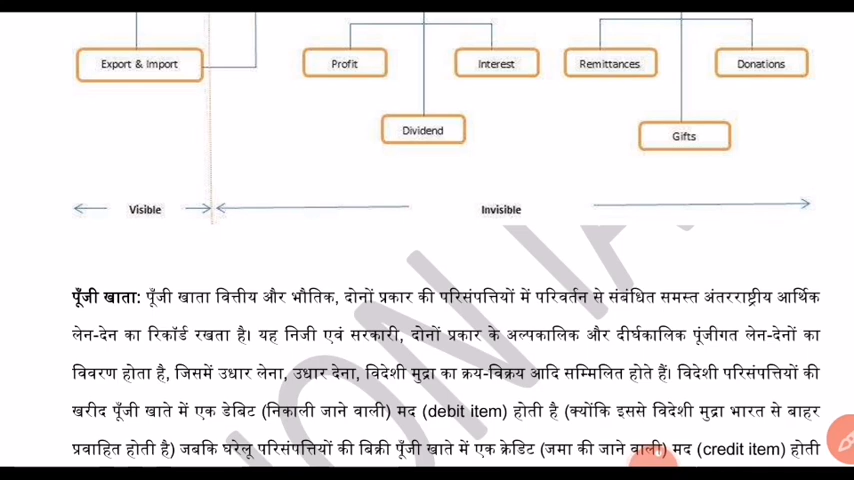 Export & Import
Profit
Interest
Remittances
Donations
Dividend
Gifts
Visible
Invisible
पूँजी खाता: पूँजी खाता वित्तीय और भौतिक, दोनों प्रकार की परिसंपत्तियों में परिवर्तन से संबंधित समस्त अंतरराष्ट्रीय आर्थिक
लेन-देन का रिकॉर्ड रखता है। यह निजी एवं सरकारी, दोनों प्रकार के अल्पकालिक और दीर्घकालिक पूंजीगत लेन-देनों का
विवरण होता है, जिसमें उधार लेना, उधार देना, विदेशी मुद्रा का क्रय-विक्रय आदि सम्मिलित होते हैं। विदेशी परिसंपत्तियों की
खरीद पूँजी खाते में एक डेबिट (निकाली जाने वाली) मद (debit item) होती है (क्योंकि इससे विदेशी मुद्रा भारत से बाहर
प्रवाहित होती है) जबकि घरेलू परिसंपत्तियों की बिक्री पूँजी खाते में एक क्रेडिट (जमा की जाने वाली) मद (credit item) होती